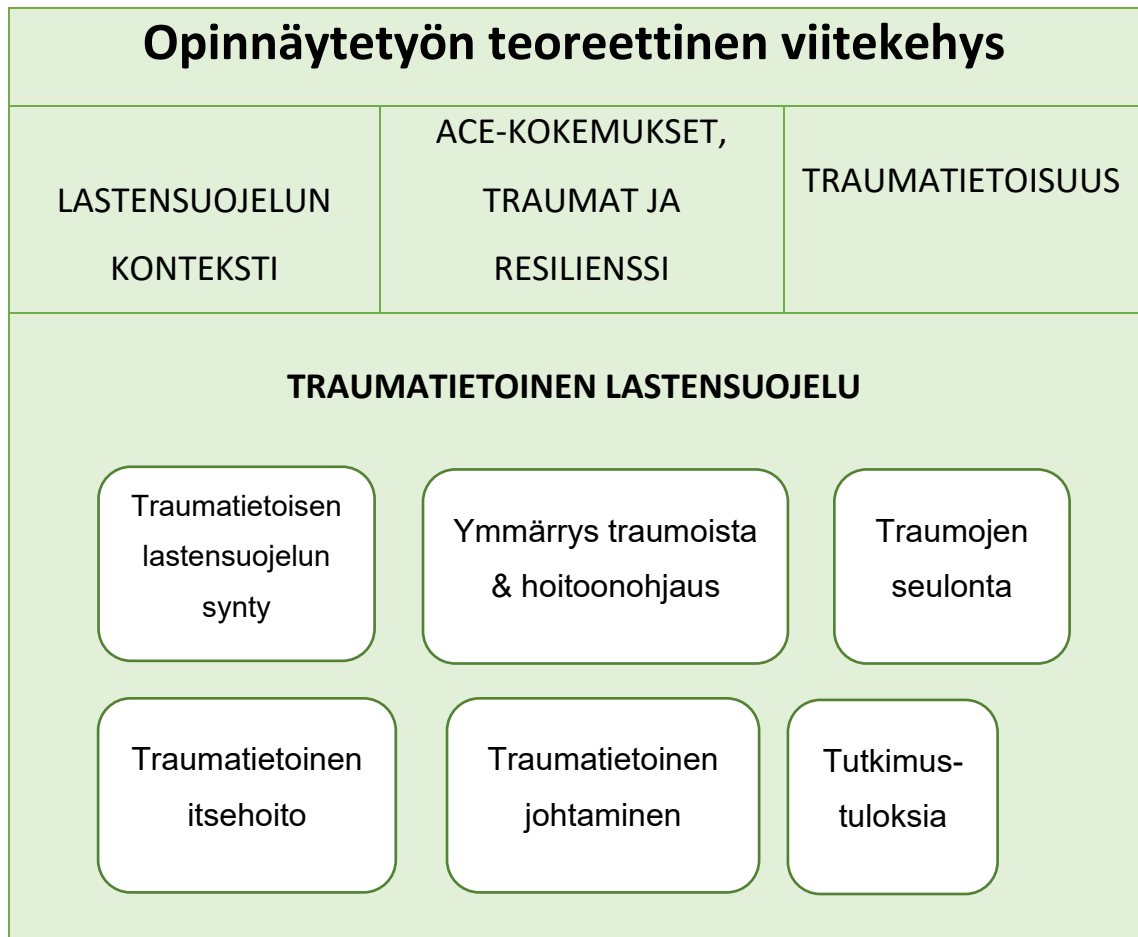 Opinnäytetyön teoreettinen viitekehys
LASTENSUOJELUN
KONTEKSTI
ACE-KOKEMUKSET,
TRAUMAT JA
RESILIENSSI
TRAUMATIETOISUUS
TRAUMATIETOINEN LASTENSUOJELU
Traumatietoisen
lastensuojelun
synty
Ymmärrys traumoista
& hoitoonohjaus
Traumojen
seulonta
Traumatietoinen
itsehoito
Traumatietoinen
johtaminen
Tutkimus-
tuloksia